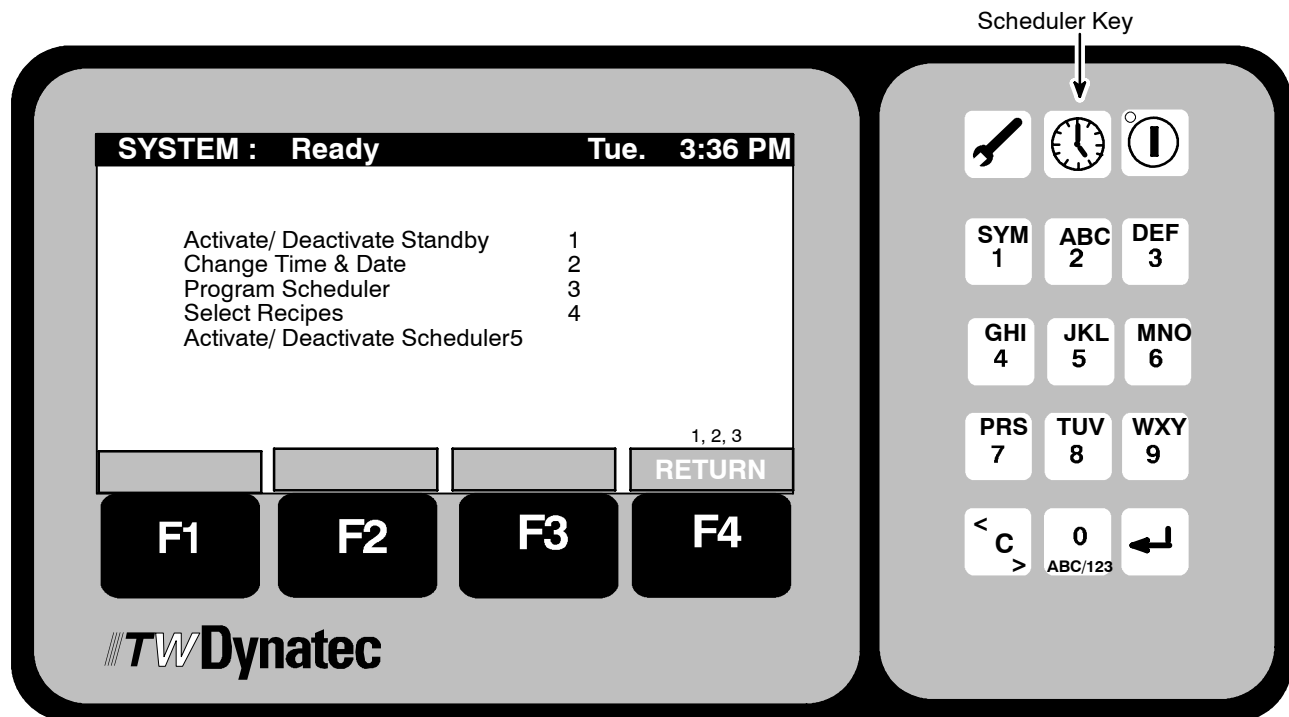 Scheduler Key
SYSTEM : Ready Tue. 3:36 PM
Activate/ Deactivate Standby 1
Change Time & Date 2
Program Scheduler 3
Select Recipes 4
Activate/ Deactivate Scheduler5
1, 2, 3
RETURN
F1 F2 F3 F4
ITWDynatec
SYM ABC DEF
1 2 3
GHI JKL MNO
4 5 6
PRS TUV WXY
7 8 9
< C > 0
ABC/123